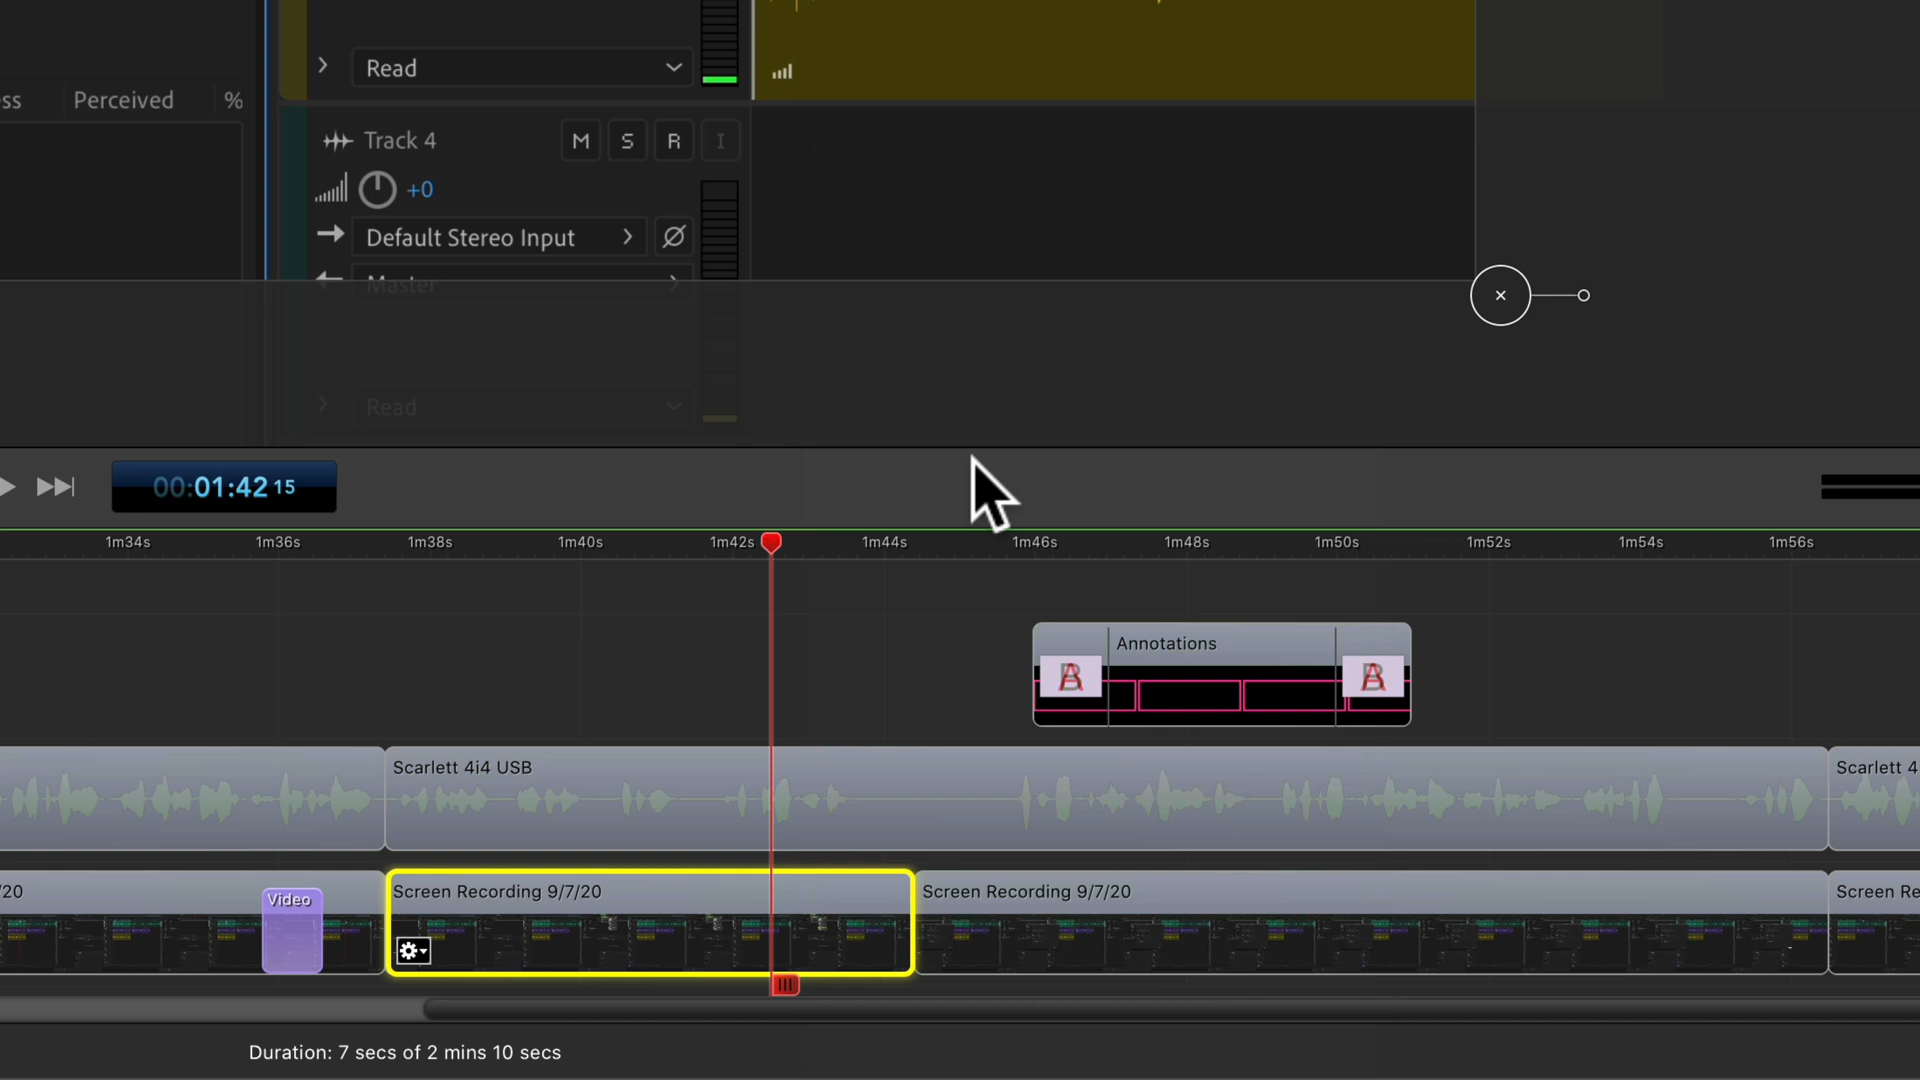 Read
ss Perceived %
Track 4 M S R I
+0
Default Stereo Input
Master
Read
00:01:42 15
1m34s 1m36s 1m38s 1m40s 1m42s 1m44s 1m46s 1m48s 1m50s 1m52s 1m54s 1m56s
Annotations
Scarlett 4i4 USB
Scarlett 4
/20
Video
Screen Recording 9/7/20
Screen Recording 9/7/20
Screen Re
Duration: 7 secs of 2 mins 10 secs